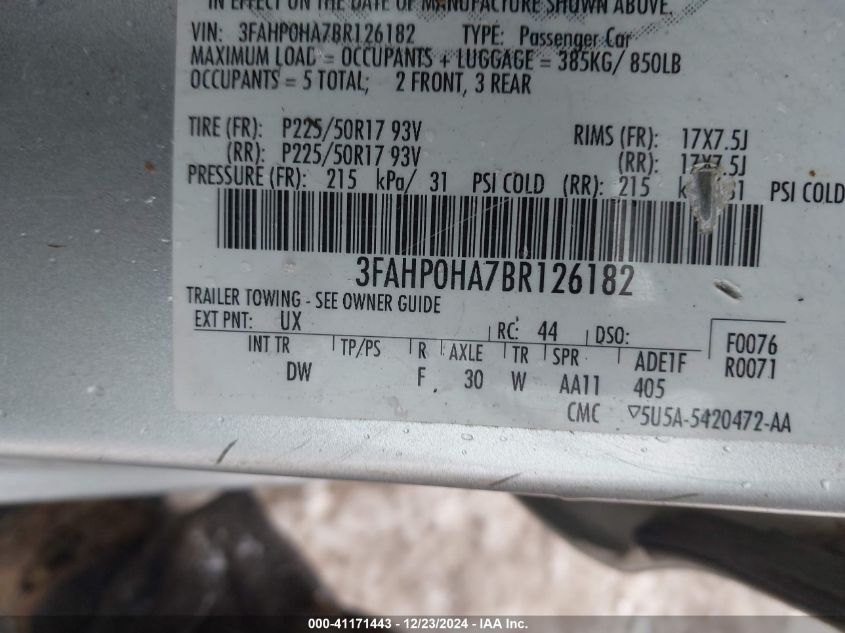 IN EFFECT ON THE DATE OF MANUFACTURE SHOWN ABOVE.
VIN: 3FAHP0HA7BR126182 TYPE: Passenger Car
MAXIMUM LOAD = OCCUPANTS + LUGGAGE = 385KG/ 850LB
OCCUPANTS = 5 TOTAL; 2 FRONT, 3 REAR
TIRE (FR): P225/50R17 93V RIMS (FR): 17X7.5J
(RR): P225/50R17 93V (RR): 17X7.5J
PRESSURE (FR): 215 kPa/ 31 PSI COLD (RR): 215 PSI COLD
3FAHP0HA7BR126182
TRAILER TOWING - SEE OWNER GUIDE
EXT PNT: UX RC: 44 DSO: F0076
INT TR TP/PS R AXLE TR SPR ADE1F R0071
DW F 30 W AA11 405
CMC ▽5U5A-5420472-AA
000-41171443 - 12/23/2024 - IAA Inc.